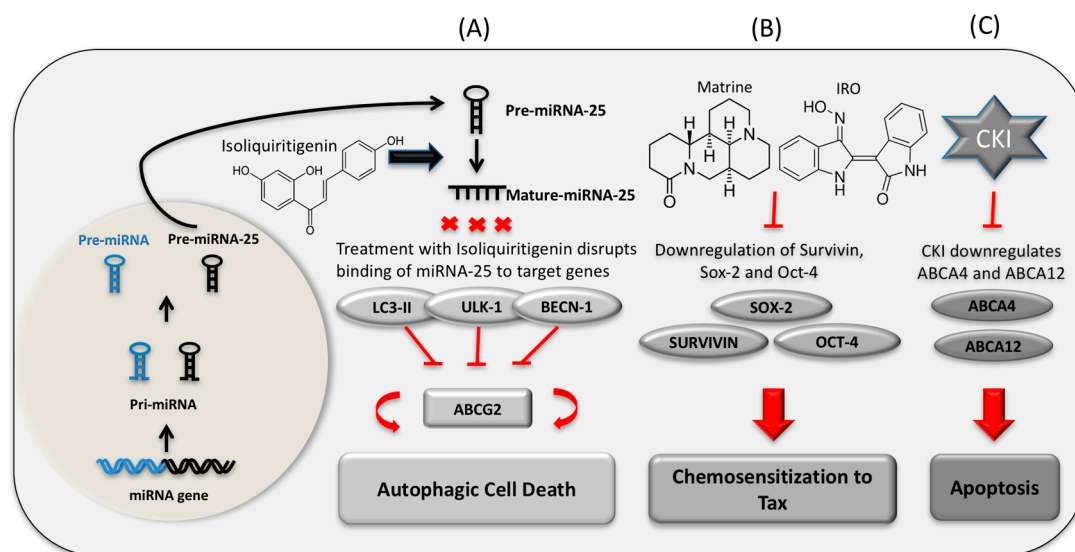 (A)
(B)
(C)
Pre-miRNA-25
Isoliquiritigenin
OH
HO
OH
O
OH
Mature-miRNA-25
Treatment with Isoliquiritigenin disrupts
binding of miRNA-25 to target genes
LC3-II
ULK-1
BECN-1
ABCG2
Autophagic Cell Death
Pre-miRNA
Pre-miRNA-25
Pri-miRNA
miRNA gene
Matrine
H
H
N
H
N
H
O
IRO
HO
N
N
H
NH
O
Downregulation of Survivin,
Sox-2 and Oct-4
SOX-2
SURVIVIN
OCT-4
Chemosensitization to
Tax
CKI
CKI downregulates
ABCA4 and ABCA12
ABCA4
ABCA12
Apoptosis